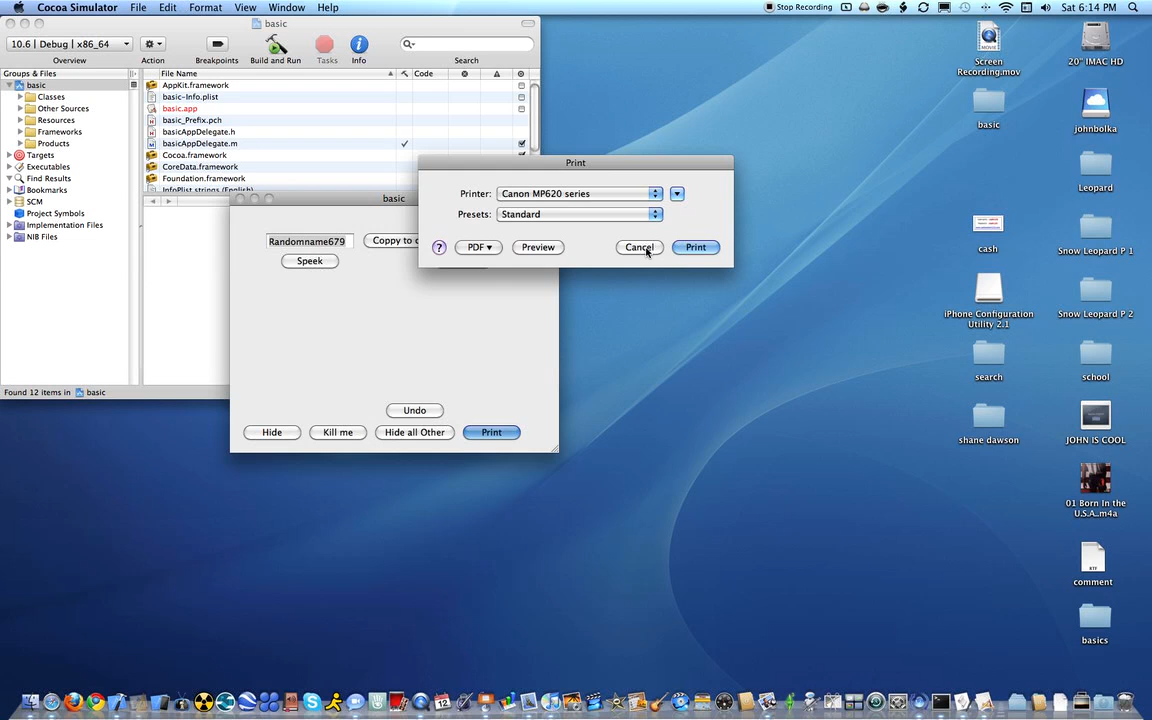 Cocoa Simulator File Edit Format View Window Help Stop Recording Sat 6:14 PM
basic
10.6 | Debug | x86_64
Overview Action Breakpoints Build and Run Tasks Info Search
Groups & Files
basic
Classes
Other Sources
Resources
Frameworks
Products
Targets
Executables
Find Results
Bookmarks
SCM
Project Symbols
Implementation Files
NIB Files
File Name Code
AppKit.framework
basic-Info.plist
basic.app
basic_Prefix.pch
basicAppDelegate.h
basicAppDelegate.m
Cocoa.framework
CoreData.framework
Foundation.framework
InfoPlist.strings (English)
Found 12 items in basic
basic
Randomname679 Coppy to c
Speek
Undo
Hide Kill me Hide all Other Print
Print
Printer: Canon MP620 series
Presets: Standard
? PDF Preview Cancel Print
Screen
Recording.mov
20" IMAC HD
basic
johnbolka
Leopard
cash
Snow Leopard P 1
iPhone Configuration
Utility 2.1
Snow Leopard P 2
search
school
shane dawson
JOHN IS COOL
01 Born In the
U.S.A..m4a
comment
basics